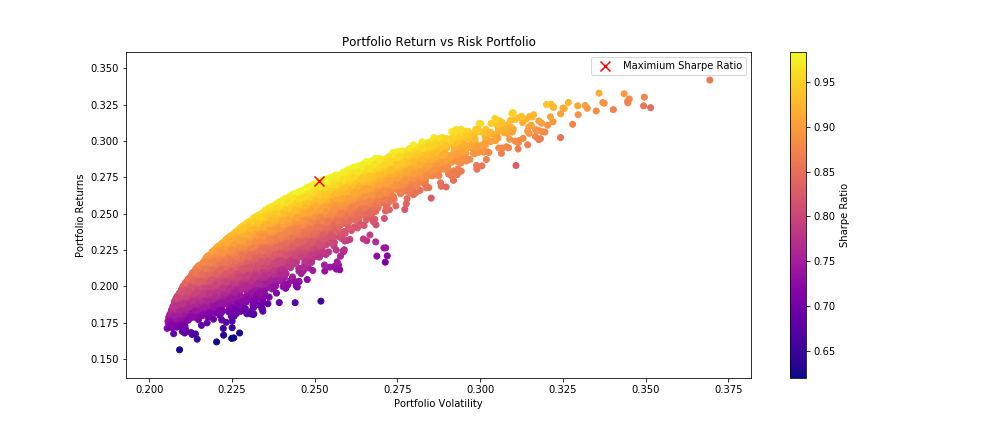 Portfolio Return vs Risk Portfolio
Maximium Sharpe Ratio
Portfolio Returns
0.350
0.325
0.300
0.275
0.250
0.225
0.200
0.175
0.150
0.200 0.225 0.250 0.275 0.300 0.325 0.350 0.375
Portfolio Volatility
0.95
0.90
0.85
0.80
0.75
0.70
0.65
Sharpe Ratio